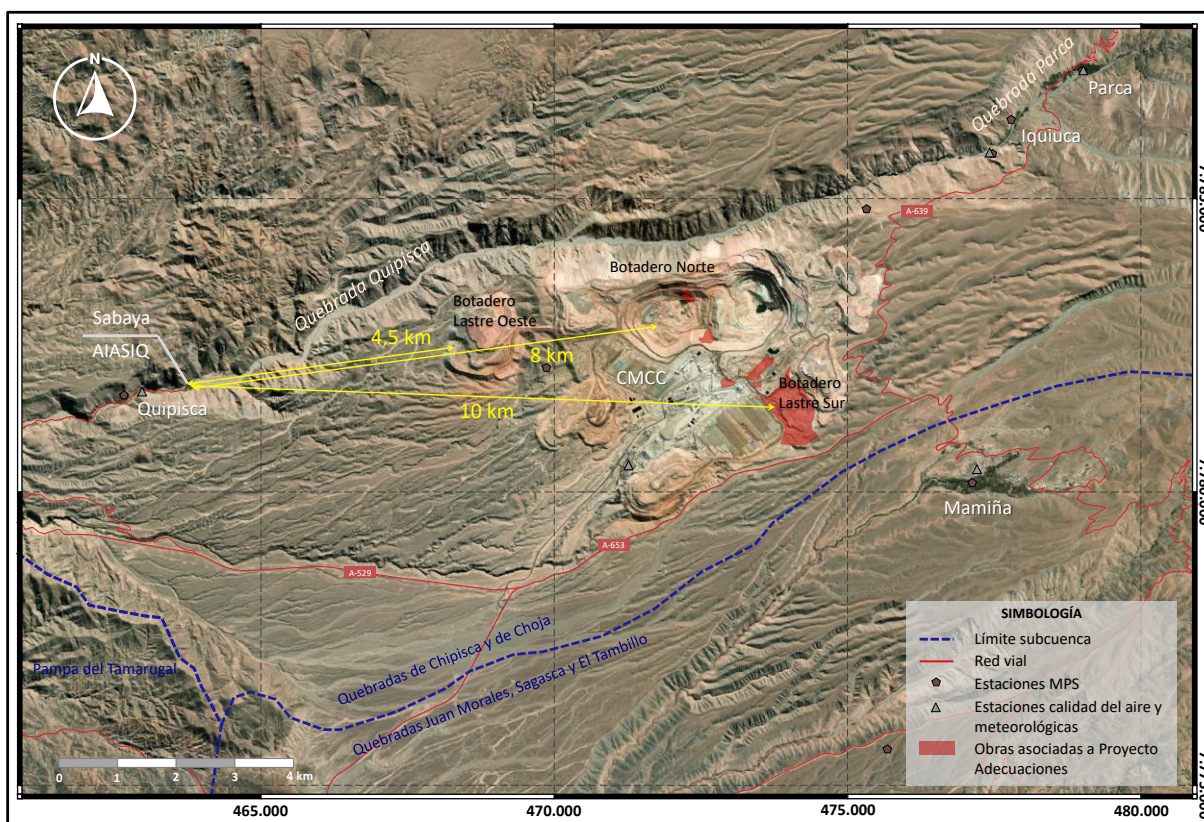 N
Quebrada Parca
Parca
Iquiuca
A-639
Quebrada Quipisca
Botadero Norte
Botadero
Lastre Oeste
Sabaya
AIASIQ
4,5 km
8 km
CMCC
Botadero
Lastre Sur
Quipisca
10 km
Mamiña
A-653
A-529
Quebradas de Chipisca y de Choja
Pampa del Tamarugal
Quebradas Juan Morales, Sagasca y El Tambillo
SIMBOLOGÍA
Límite subcuenca
Red vial
Estaciones MPS
Estaciones calidad del aire y
meteorológicas
Obras asociadas a Proyecto
Adecuaciones
0 1 2 3 4 km
465.000 470.000 475.000 480.000